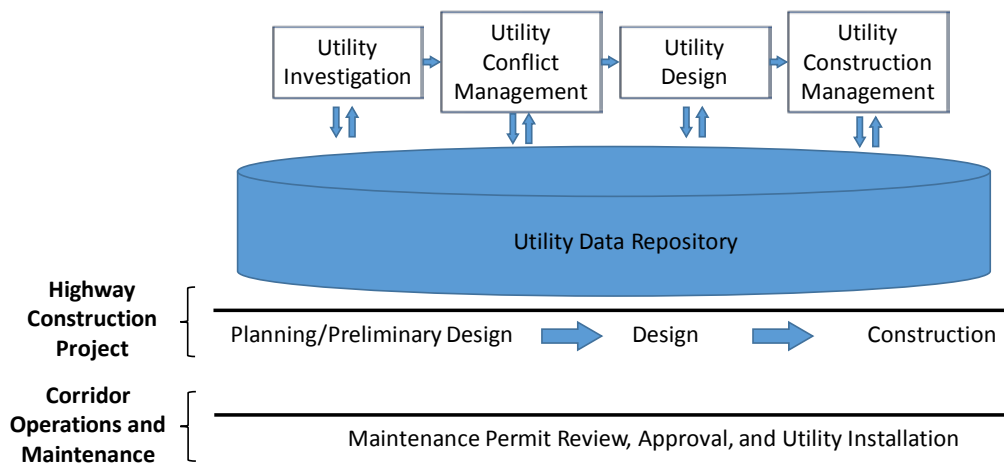 Utility
Investigation
Utility
Conflict
Management
Utility
Design
Utility
Construction
Management
Utility Data Repository
Highway
Construction
Project
Planning/Preliminary Design
Design
Construction
Corridor
Operations and
Maintenance
Maintenance Permit Review, Approval, and Utility Installation